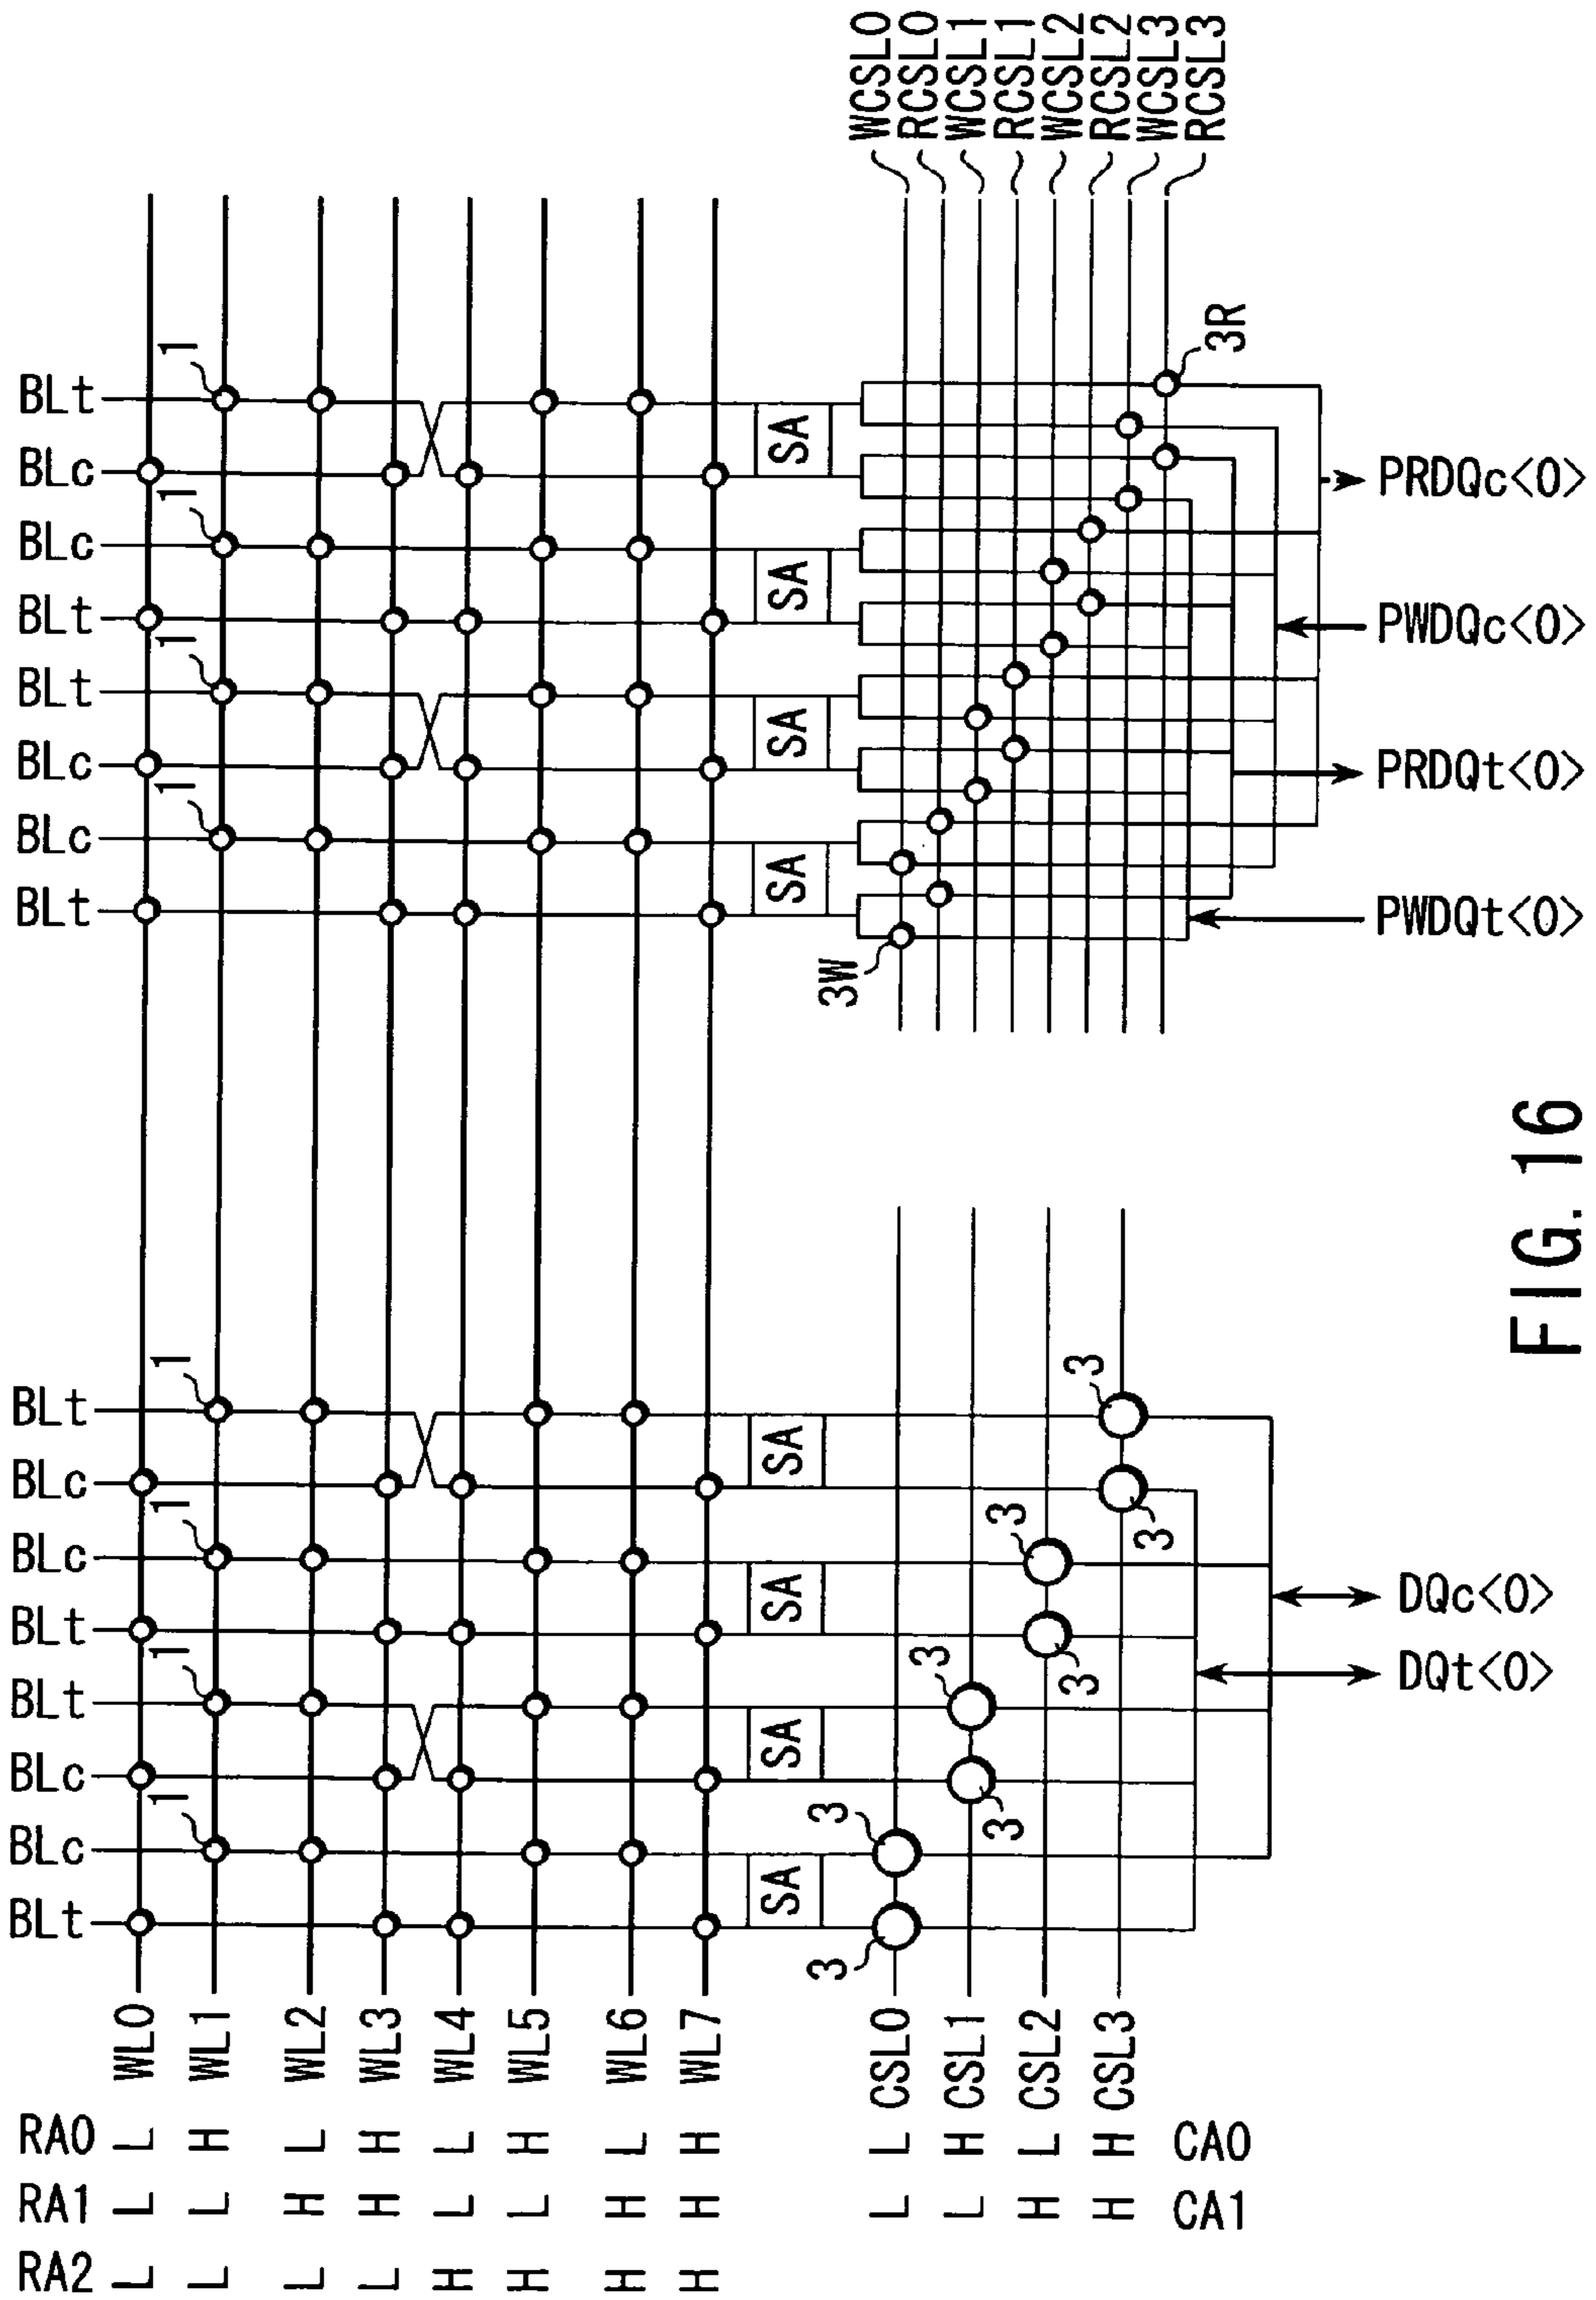 BLt
BLc
BLc
BLt
BLt
BLc
BLc
BLt
1
1
1
1
SA
SA
SA
SA
WCSL0
RCSL0
WCSL1
RCSL1
WCSL2
RCSL2
WCSL3
RCSL3
3R
3W
PRDQc<0>
PWDQc<0>
PRDQt<0>
PWDQt<0>
BLt
BLc
BLc
BLt
BLt
BLc
BLc
BLt
1
1
1
1
SA
SA
SA
SA
3
3
3
3
3
3
3
3
DQc<0>
DQt<0>
RA2 RA1 RA0
L L L WL0
L L H WL1
L H L WL2
L H H WL3
H L L WL4
H L H WL5
H H L WL6
H H H WL7
L L CSL0
L H CSL1
H L CSL2
H H CSL3
CA1 CA0
FIG. 16